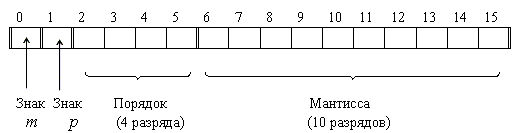 0 1 2 3 4 5 6 7 8 9 10 11 12 13 14 15
Знак Знак Порядок Мантисса
m p (4 разряда) (10 разрядов)